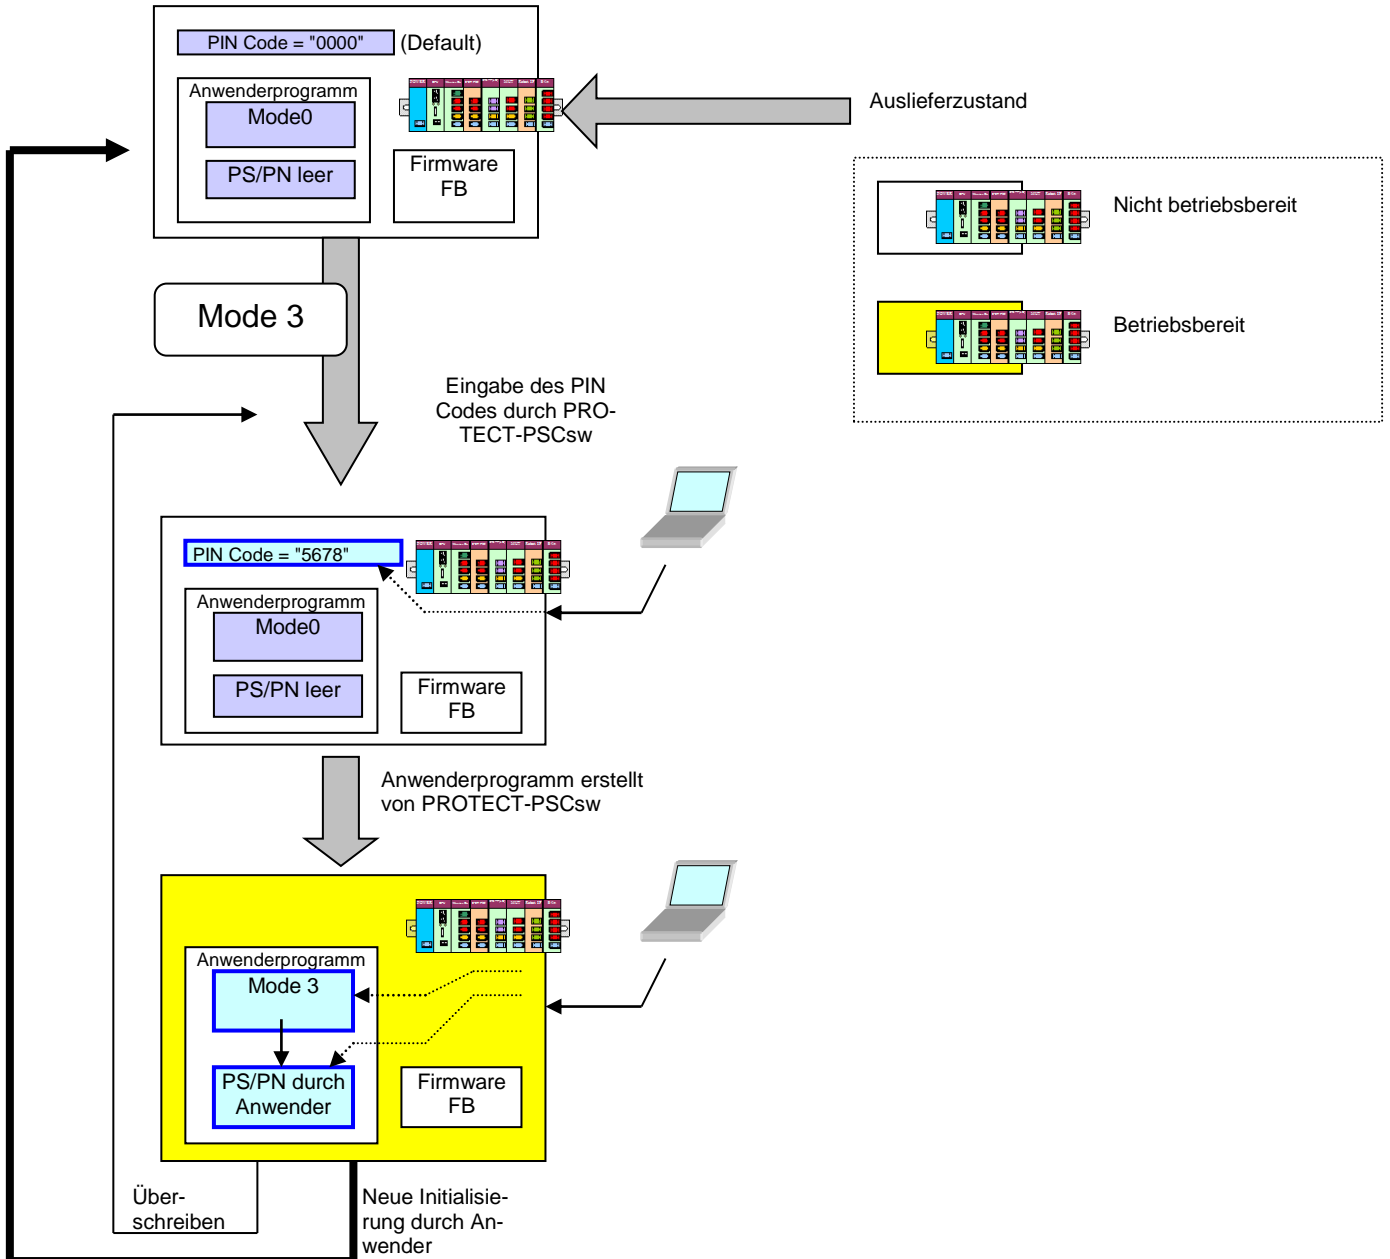 PIN Code = "0000"
(Default)
Anwenderprogramm
Mode0
PS/PN leer
Firmware
FB
Auslieferzustand
Nicht betriebsbereit
Betriebsbereit
Mode 3
Eingabe des PIN
Codes durch PRO-
TECT-PSCsw
PIN Code = "5678"
Anwenderprogramm
Mode0
PS/PN leer
Firmware
FB
Anwenderprogramm erstellt
von PROTECT-PSCsw
Anwenderprogramm
Mode 3
PS/PN durch
Anwender
Firmware
FB
Über-
schreiben
Neue Initialisie-
rung durch An-
wender